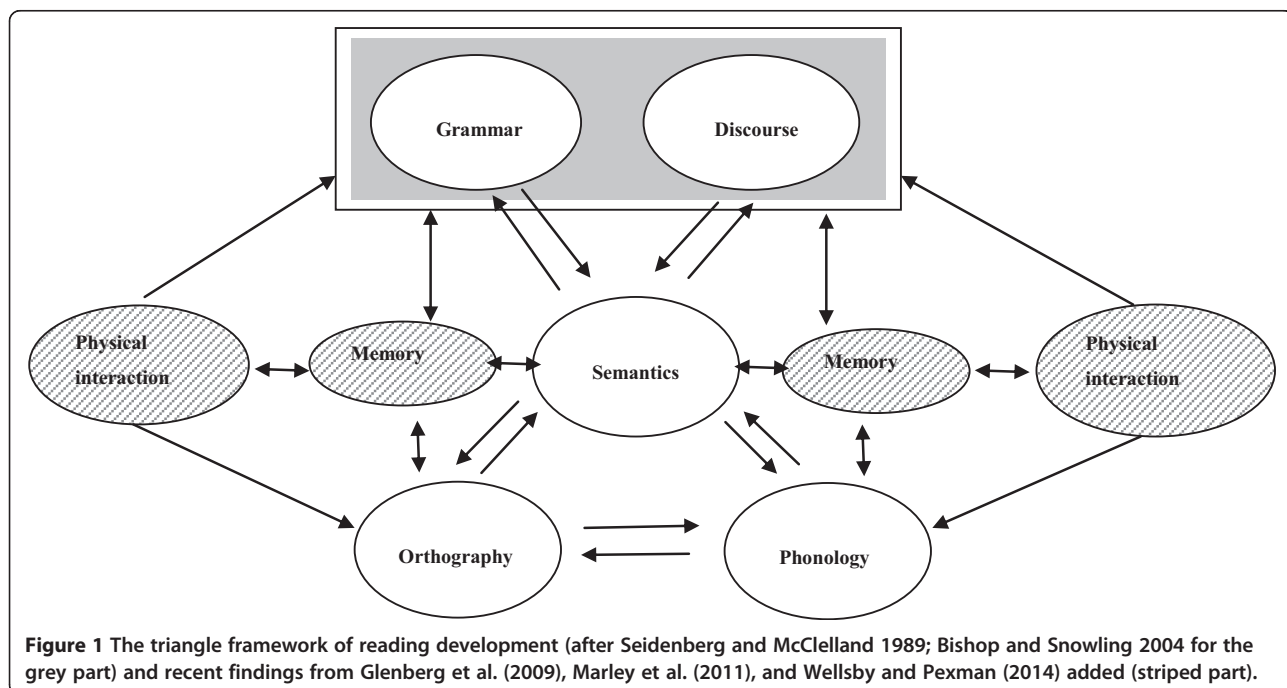 Grammar
Discourse
Physical
interaction
Memory
Semantics
Memory
Physical
interaction
Orthography
Phonology
Figure 1 The triangle framework of reading development (after Seidenberg and McClelland 1989; Bishop and Snowling 2004 for the
grey part) and recent findings from Glenberg et al. (2009), Marley et al. (2011), and Wellsby and Pexman (2014) added (striped part).